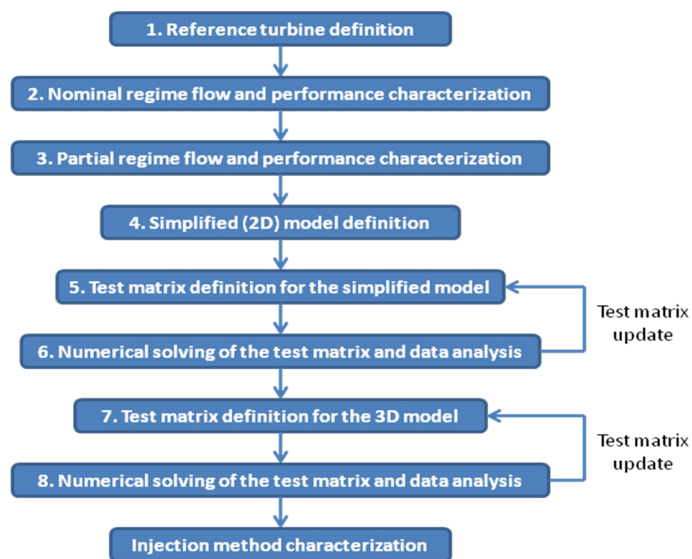 1. Reference turbine definition
2. Nominal regime flow and performance characterization
3. Partial regime flow and performance characterization
4. Simplified (2D) model definition
5. Test matrix definition for the simplified model
Test matrix
update
6. Numerical solving of the test matrix and data analysis
7. Test matrix definition for the 3D model
Test matrix
update
8. Numerical solving of the test matrix and data analysis
Injection method characterization